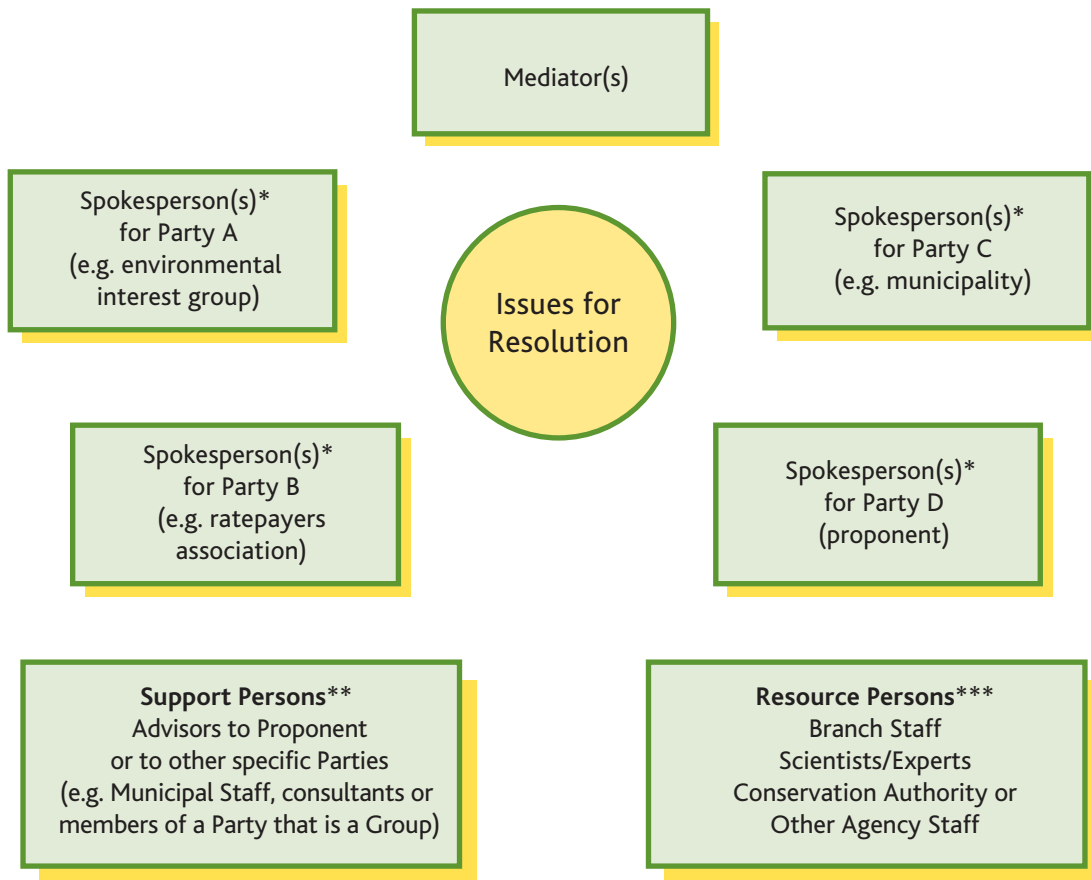 Mediator(s)
Spokesperson(s)*
for Party A
(e.g. environmental
interest group)
Spokesperson(s)*
for Party C
(e.g. municipality)
Issues for
Resolution
Spokesperson(s)*
for Party B
(e.g. ratepayers
association)
Spokesperson(s)*
for Party D
(proponent)
Support Persons**
Advisors to Proponent
or to other specific Parties
(e.g. Municipal Staff, consultants or
members of a Party that is a Group)
Resource Persons***
Branch Staff
Scientists/Experts
Conservation Authority or
Other Agency Staff